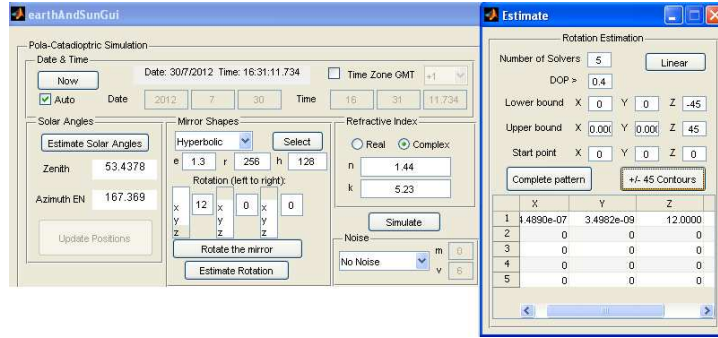 earthAndSunGui
Pola-Catadioptric Simulation
Date & Time
Now
Date: 30/7/2012 Time: 16:31:11.734
Time Zone GMT
+1
Auto
Date
2012
7
30
Time
16
31
11.734
Solar Angles
Estimate Solar Angles
Zenith
53.4378
Azimuth EN
167.369
Update Positions
Mirror Shapes
Hyperbolic
Select
e 1.3 r 256 h 128
Rotation (left to right):
x
y
z
12
x
y
z
0
x
y
z
0
Rotate the mirror
Estimate Rotation
Refractive Index
Real
Complex
n 1.44
k 5.23
Simulate
Noise
No Noise
m 0
v 6
Estimate
Rotation Estimation
Number of Solvers 5
Linear
DOP > 0.4
Lower bound X 0 Y 0 Z -45
Upper bound X 0.00( Y 0.00( Z 45
Start point X 0 Y 0 Z 0
Complete pattern
+/- 45 Contours
X Y Z
1 4.4890e-07 3.4982e-09 12.0000
2 0 0 0
3 0 0 0
4 0 0 0
5 0 0 0